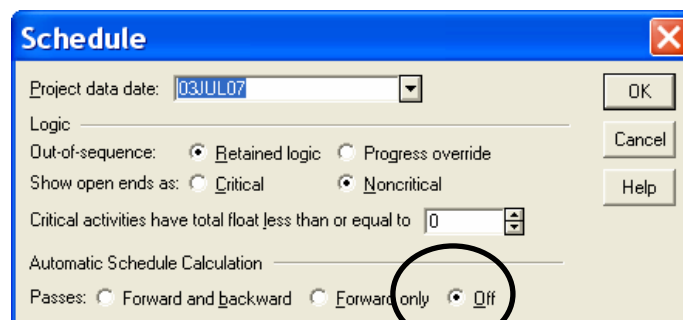 Schedule
Project data date: 03JUL07
OK
Logic
Out-of-sequence: Retained logic Progress override
Cancel
Show open ends as: Critical Noncritical
Help
Critical activities have total float less than or equal to 0
Automatic Schedule Calculation
Passes: Forward and backward Forward only Off